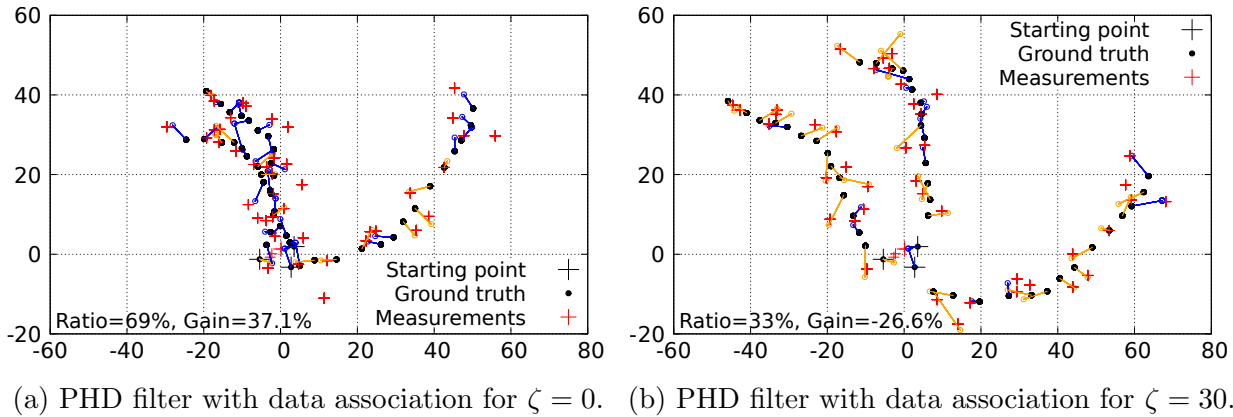 60
40
20
0
-20
-60 -40 -20 0 20 40 60 80
Starting point
Ground truth
Measurements
Ratio=69%, Gain=37.1%
60
40
20
0
-20
-60 -40 -20 0 20 40 60 80
Starting point
Ground truth
Measurements
Ratio=33%, Gain=-26.6%
(a) PHD filter with data association for ζ = 0. (b) PHD filter with data association for ζ = 30.